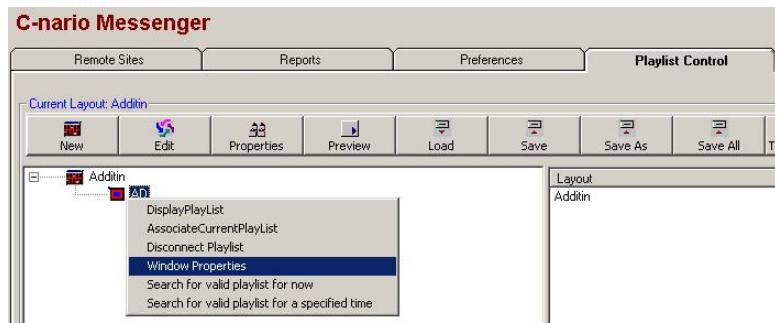 C-nario Messenger
Remote Sites Reports Preferences Playlist Control
Current Layout: Additin
New Edit Properties Preview Load Save Save As Save All T
Additin Layout
AD Additin
DisplayPlayList
AssociateCurrentPlayList
Disconnect Playlist
Window Properties
Search for valid playlist for now
Search for valid playlist for a specified time